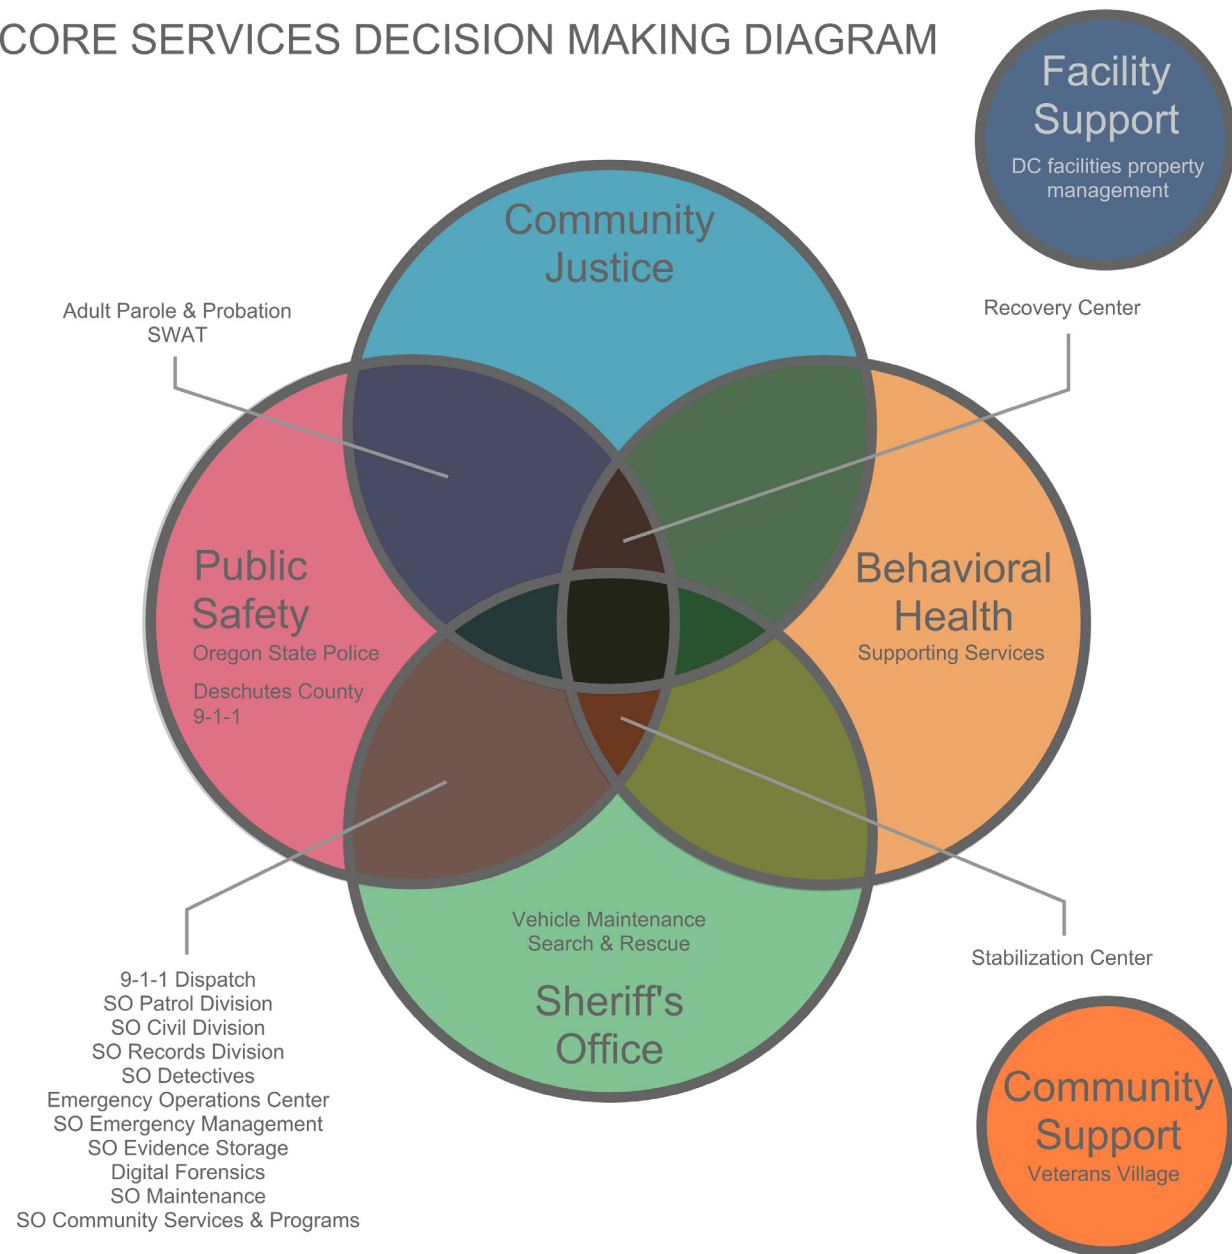 CORE SERVICES DECISION MAKING DIAGRAM
Facility
Support
DC facilities property
management
Community
Justice
Adult Parole & Probation
SWAT
Recovery Center
Public
Safety
Oregon State Police
Deschutes County
9-1-1
Behavioral
Health
Supporting Services
Vehicle Maintenance
Search & Rescue
Sheriff's
Office
Stabilization Center
9-1-1 Dispatch
SO Patrol Division
SO Civil Division
SO Records Division
SO Detectives
Emergency Operations Center
SO Emergency Management
SO Evidence Storage
Digital Forensics
SO Maintenance
SO Community Services & Programs
Community
Support
Veterans Village